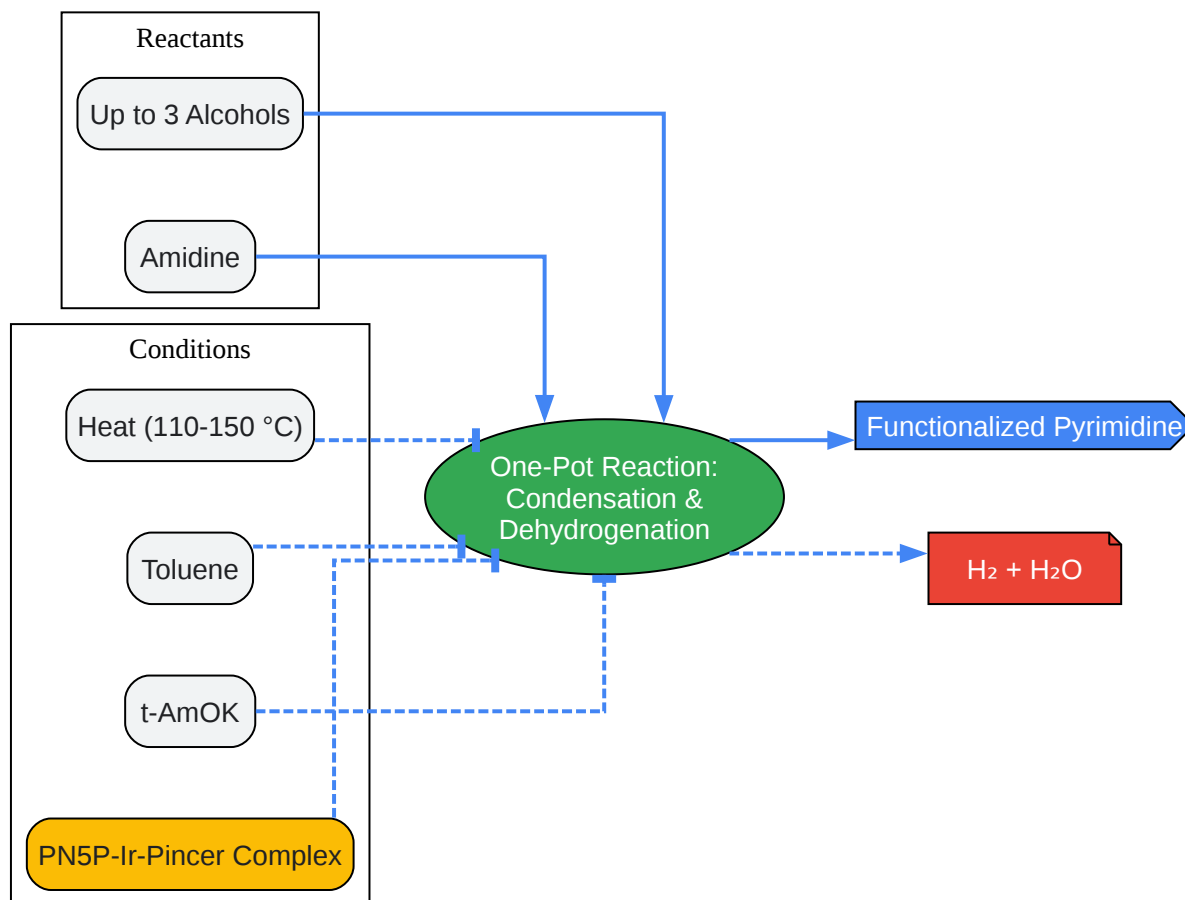 Reactants
Up to 3 Alcohols
Amidine
Conditions
Heat (110-150 °C)
Toluene
t-AmOK
PN5P-Ir-Pincer Complex
One-Pot Reaction:
Condensation &
Dehydrogenation
Functionalized Pyrimidine
H₂ + H₂O